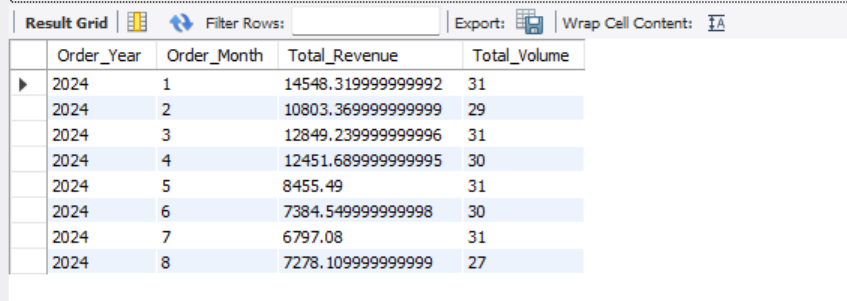 Result Grid Filter Rows: Export: Wrap Cell Content: IA
Order_Year Order_Month Total_Revenue Total_Volume
2024 1 14548.319999999992 31
2024 2 10803.369999999999 29
2024 3 12849.239999999996 31
2024 4 12451.689999999995 30
2024 5 8455.49 31
2024 6 7384.549999999998 30
2024 7 6797.08 31
2024 8 7278.109999999999 27